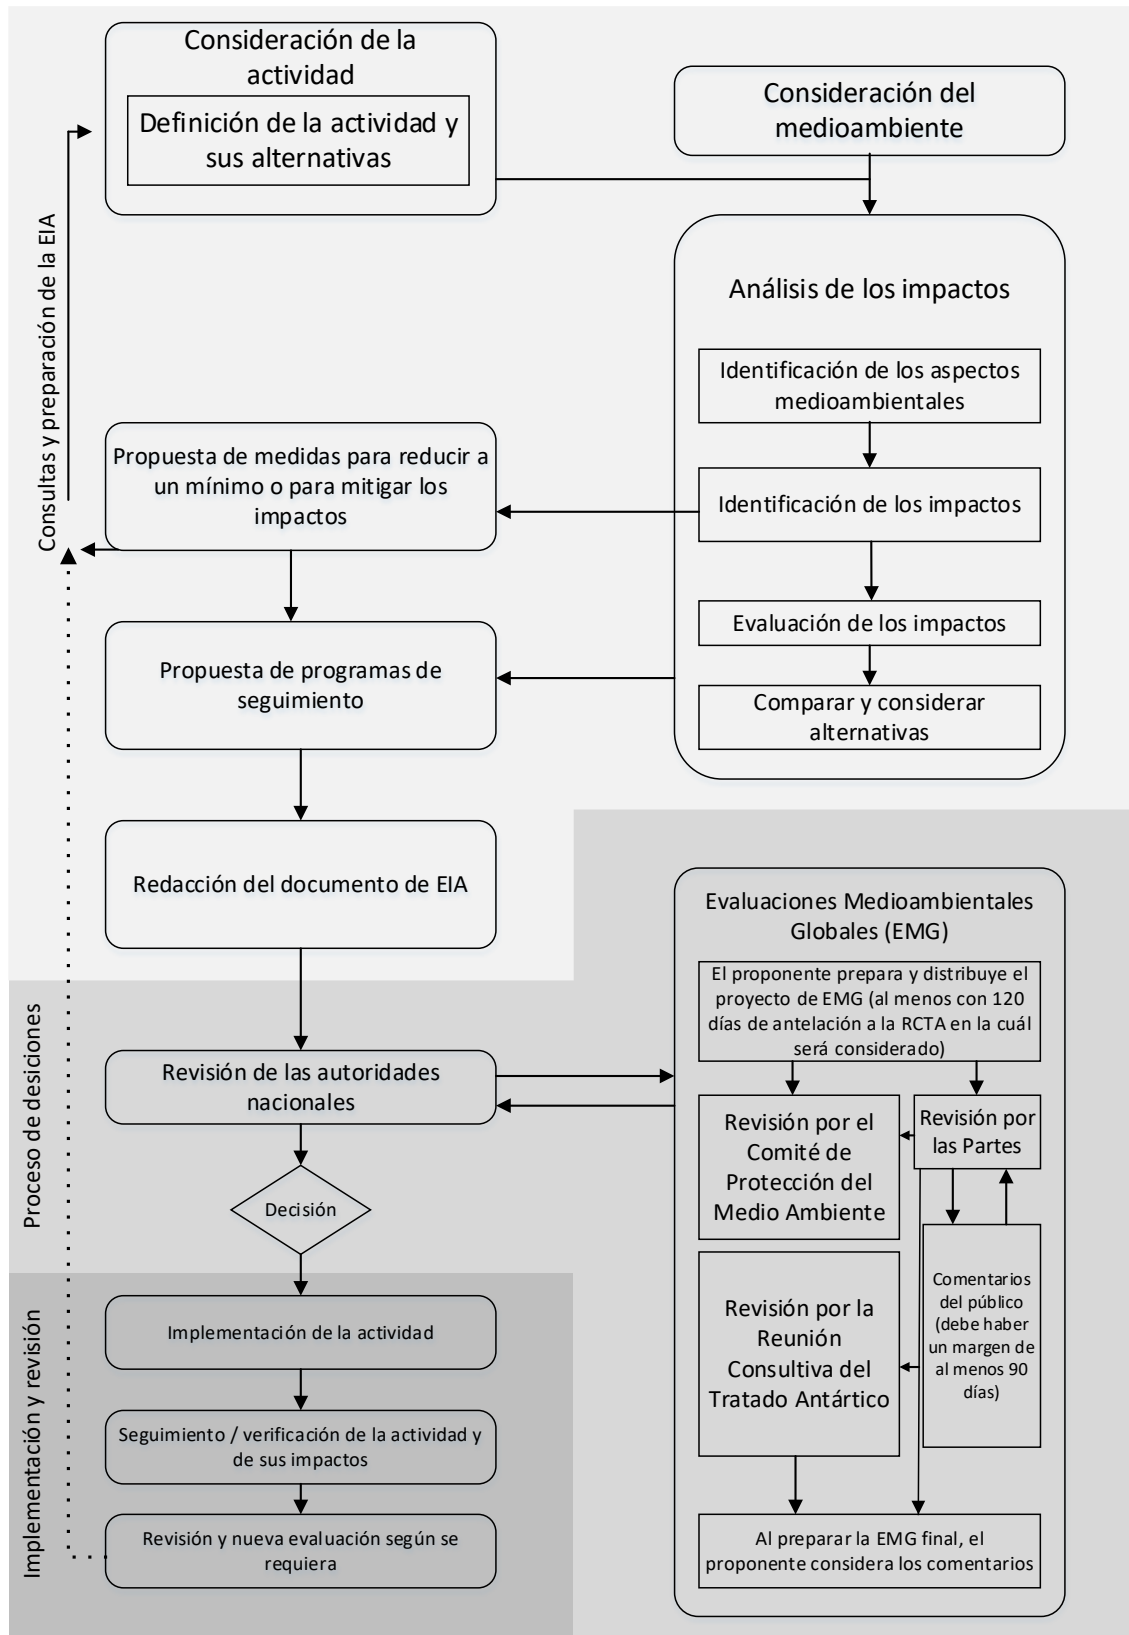 Consideración de la
actividad
Definición de la actividad y
sus alternativas
Consideración del
medioambiente
Análisis de los impactos
Identificación de los aspectos
medioambientales
Identificación de los impactos
Evaluación de los impactos
Comparar y considerar
alternativas
Consultas y preparación de la EIA
Propuesta de medidas para reducir a
un mínimo o para mitigar los
impactos
Propuesta de programas de
seguimiento
Redacción del documento de EIA
Proceso de desiciones
Revisión de las autoridades
nacionales
Decisión
Evaluaciones Medioambientales
Globales (EMG)
El proponente prepara y distribuye el
proyecto de EMG (al menos con 120
días de antelación a la RCTA en la cuál
será considerado)
Revisión por el
Comité de
Protección del
Medio Ambiente
Revisión por
las Partes
Comentarios
del público
(debe haber
un margen de
al menos 90
días)
Revisión por la
Reunión
Consultiva del
Tratado Antártico
Al preparar la EMG final, el
proponente considera los comentarios
Implementación y revisión
Implementación de la actividad
Seguimiento / verificación de la actividad y
de sus impactos
Revisión y nueva evaluación según se
requiera